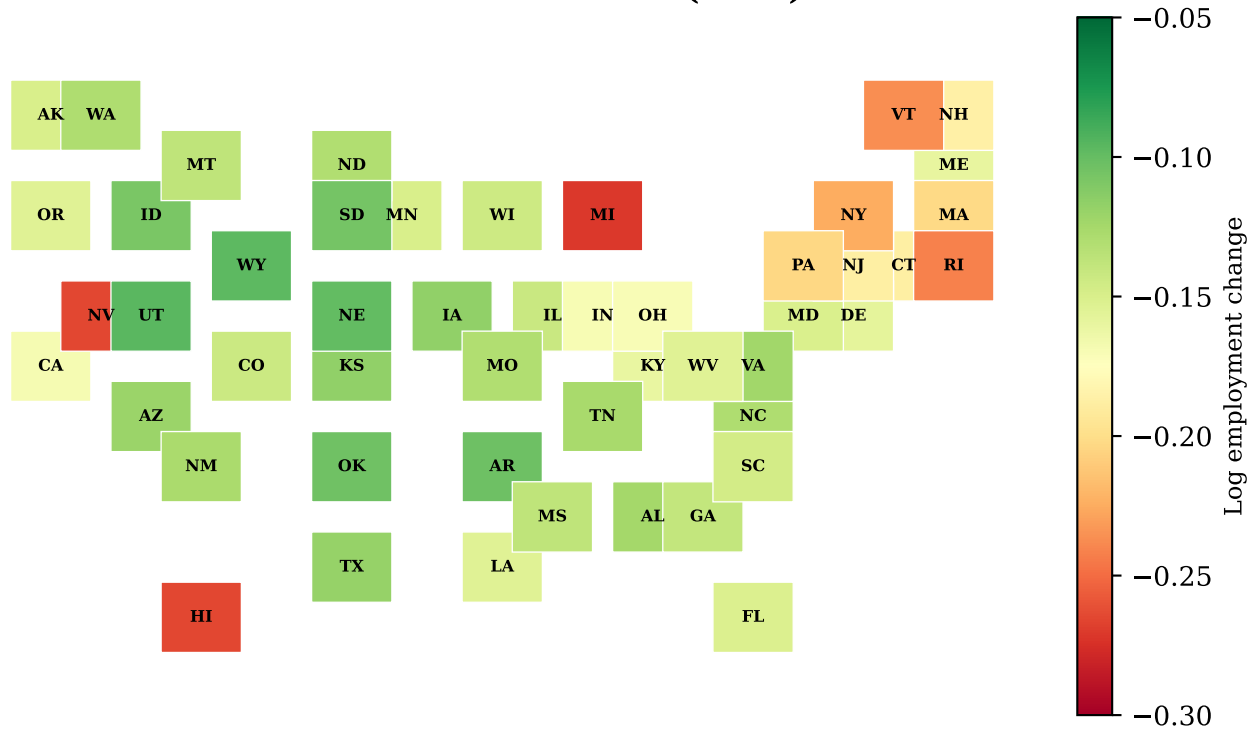 −0.05
AK WA VT NH
MT ND ME −0.10
OR ID SD MN WI MI NY MA
WY PA NJ CT RI
NV UT NE IA IL IN OH MD DE −0.15
CA CO KS MO KY WV VA
AZ TN NC −0.20
NM OK AR SC
MS AL GA
TX LA −0.25
HI FL
−0.30
Log employment change